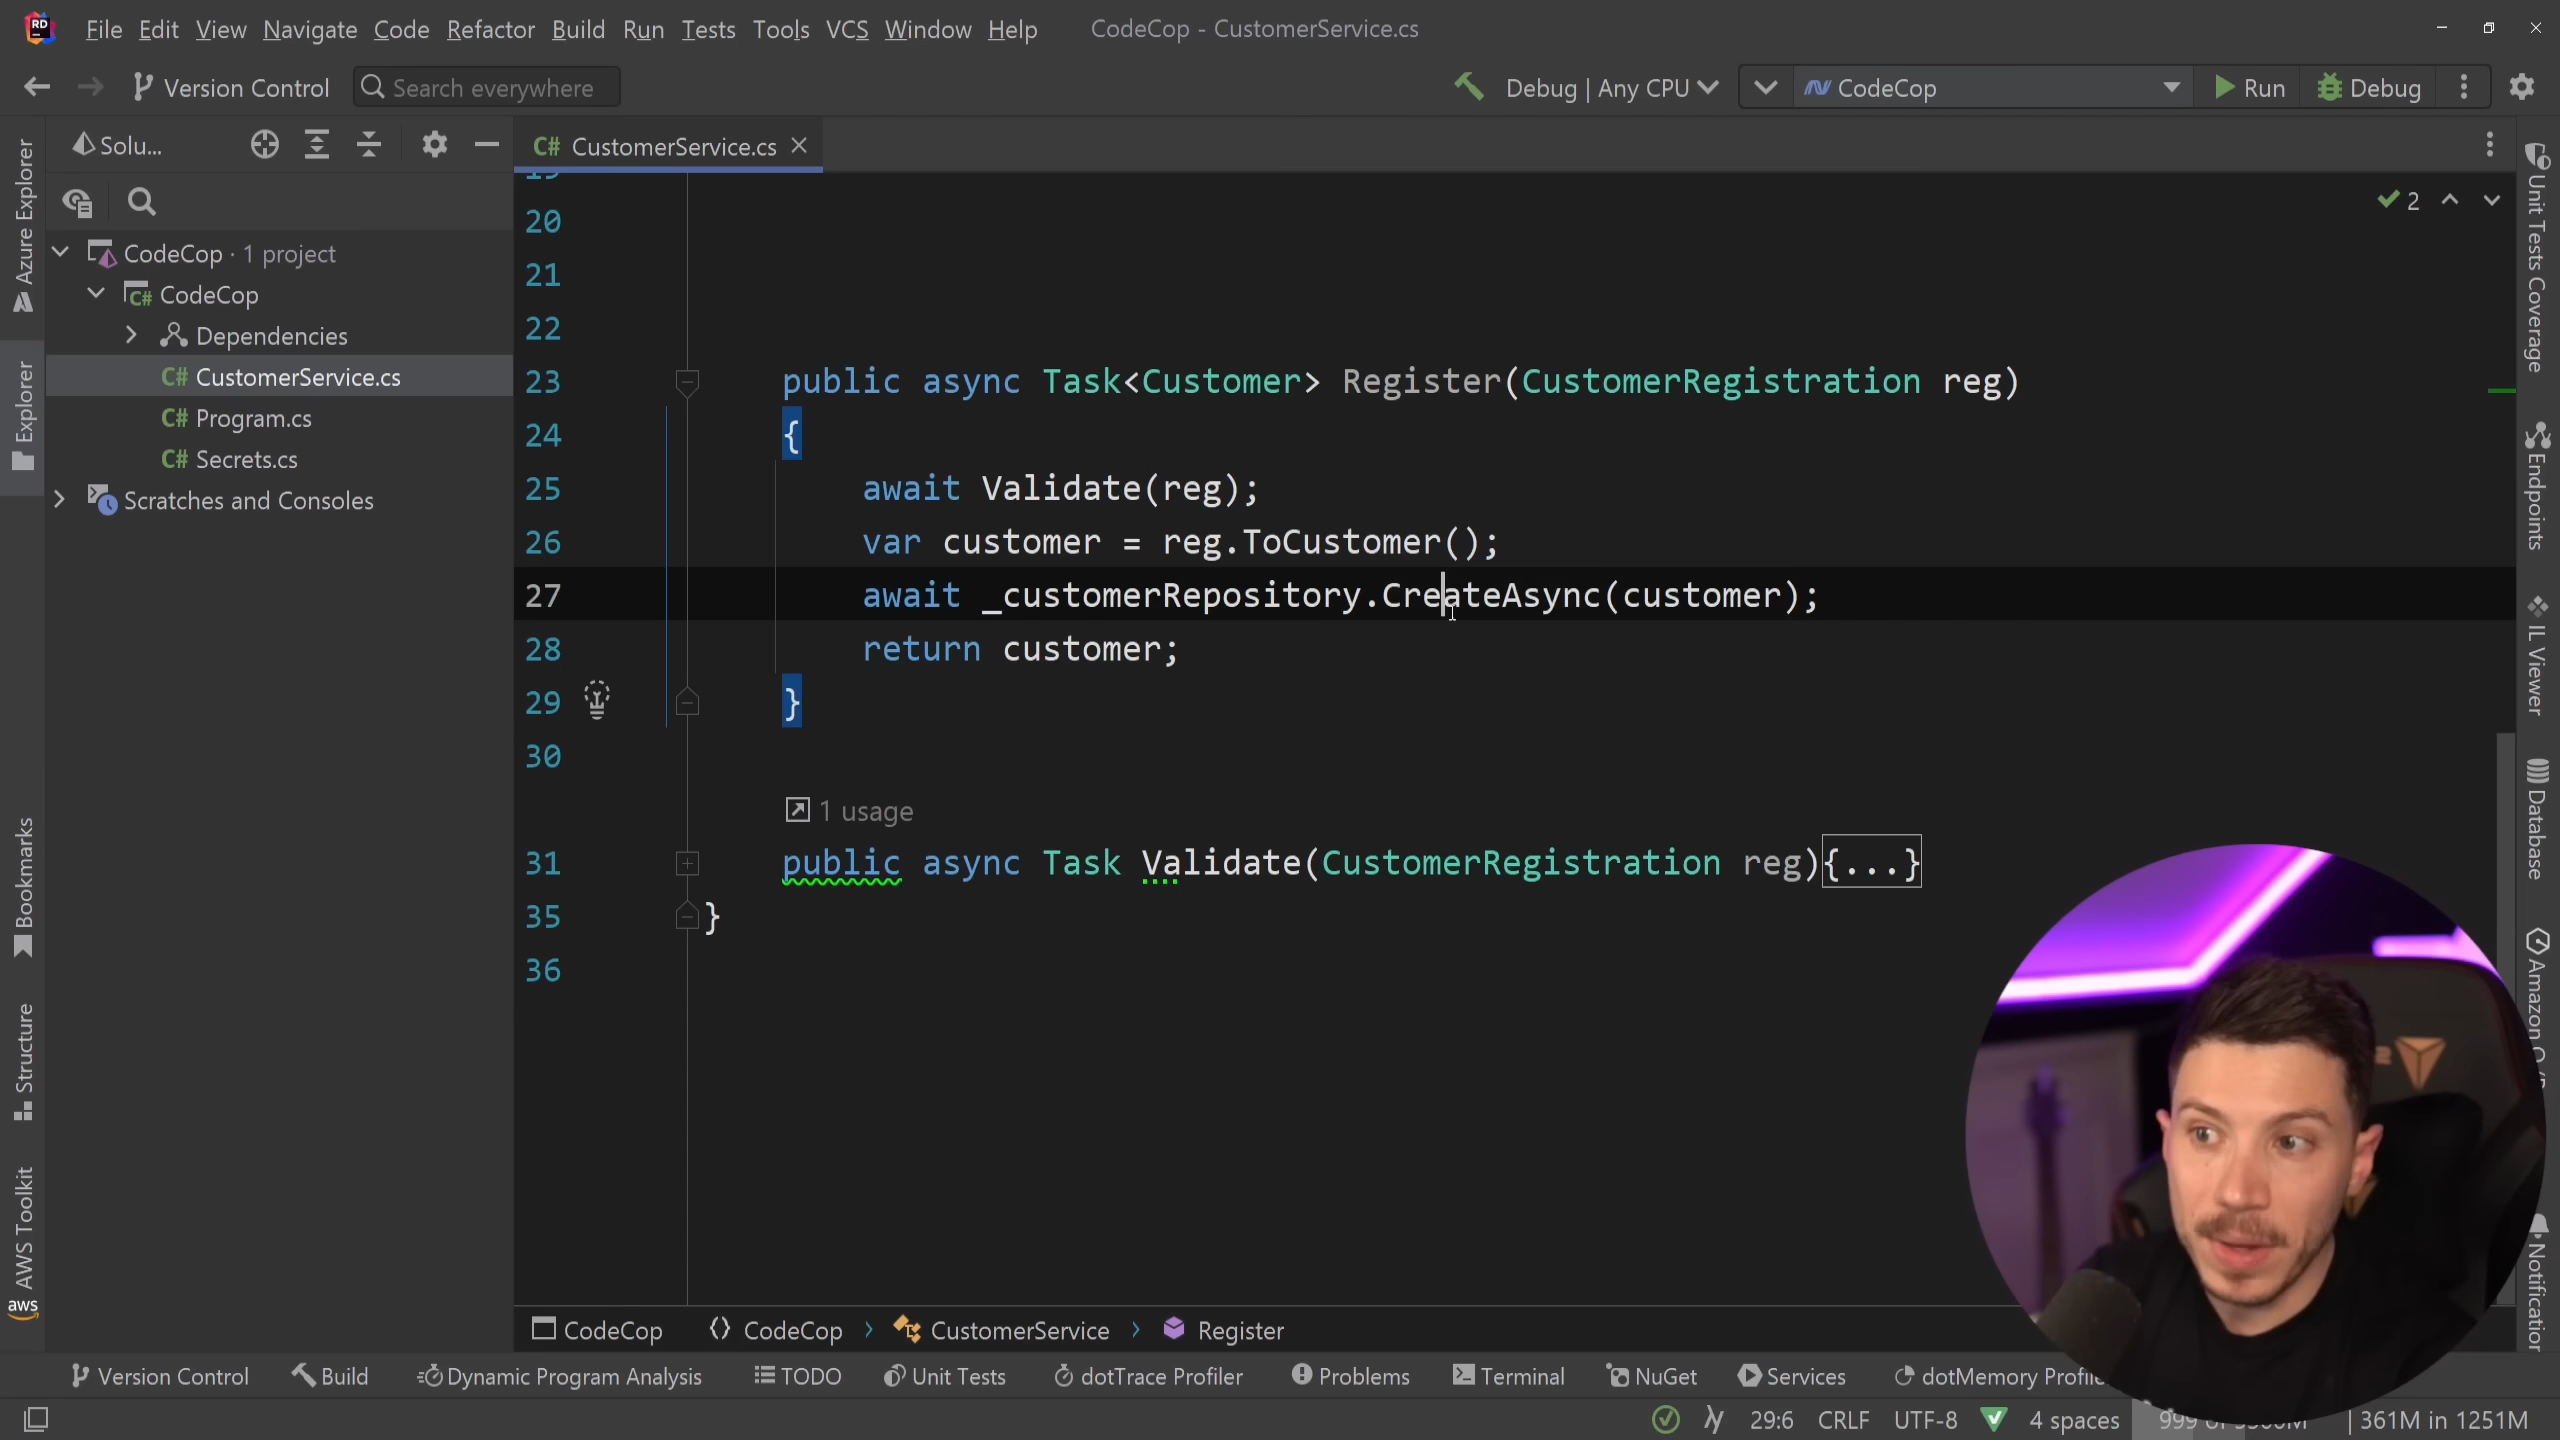 File Edit View Navigate Code Refactor Build Run Tests Tools VCS Window Help CodeCop - CustomerService.cs
Version Control Search everywhere Debug | Any CPU CodeCop Run Debug
Solu... C# CustomerService.cs
Azure Explorer
Explorer
Bookmarks
Structure
AWS Toolkit
aws
CodeCop · 1 project
C# CodeCop
Dependencies
C# CustomerService.cs
C# Program.cs
C# Secrets.cs
Scratches and Consoles
2
20
21
22
23 public async Task<Customer> Register(CustomerRegistration reg)
24 {
25 await Validate(reg);
26 var customer = reg.ToCustomer();
27 await _customerRepository.CreateAsync(customer);
28 return customer;
29 }
30
1 usage
31 public async Task Validate(CustomerRegistration reg){...}
35 }
36
Unit Tests Coverage
Endpoints
IL Viewer
Database
Amazon Q
Notification
CodeCop CodeCop CustomerService Register
Version Control Build Dynamic Program Analysis TODO Unit Tests dotTrace Profiler Problems Terminal NuGet Services dotMemory Profile
29:6 CRLF UTF-8 4 spaces 361M in 1251M